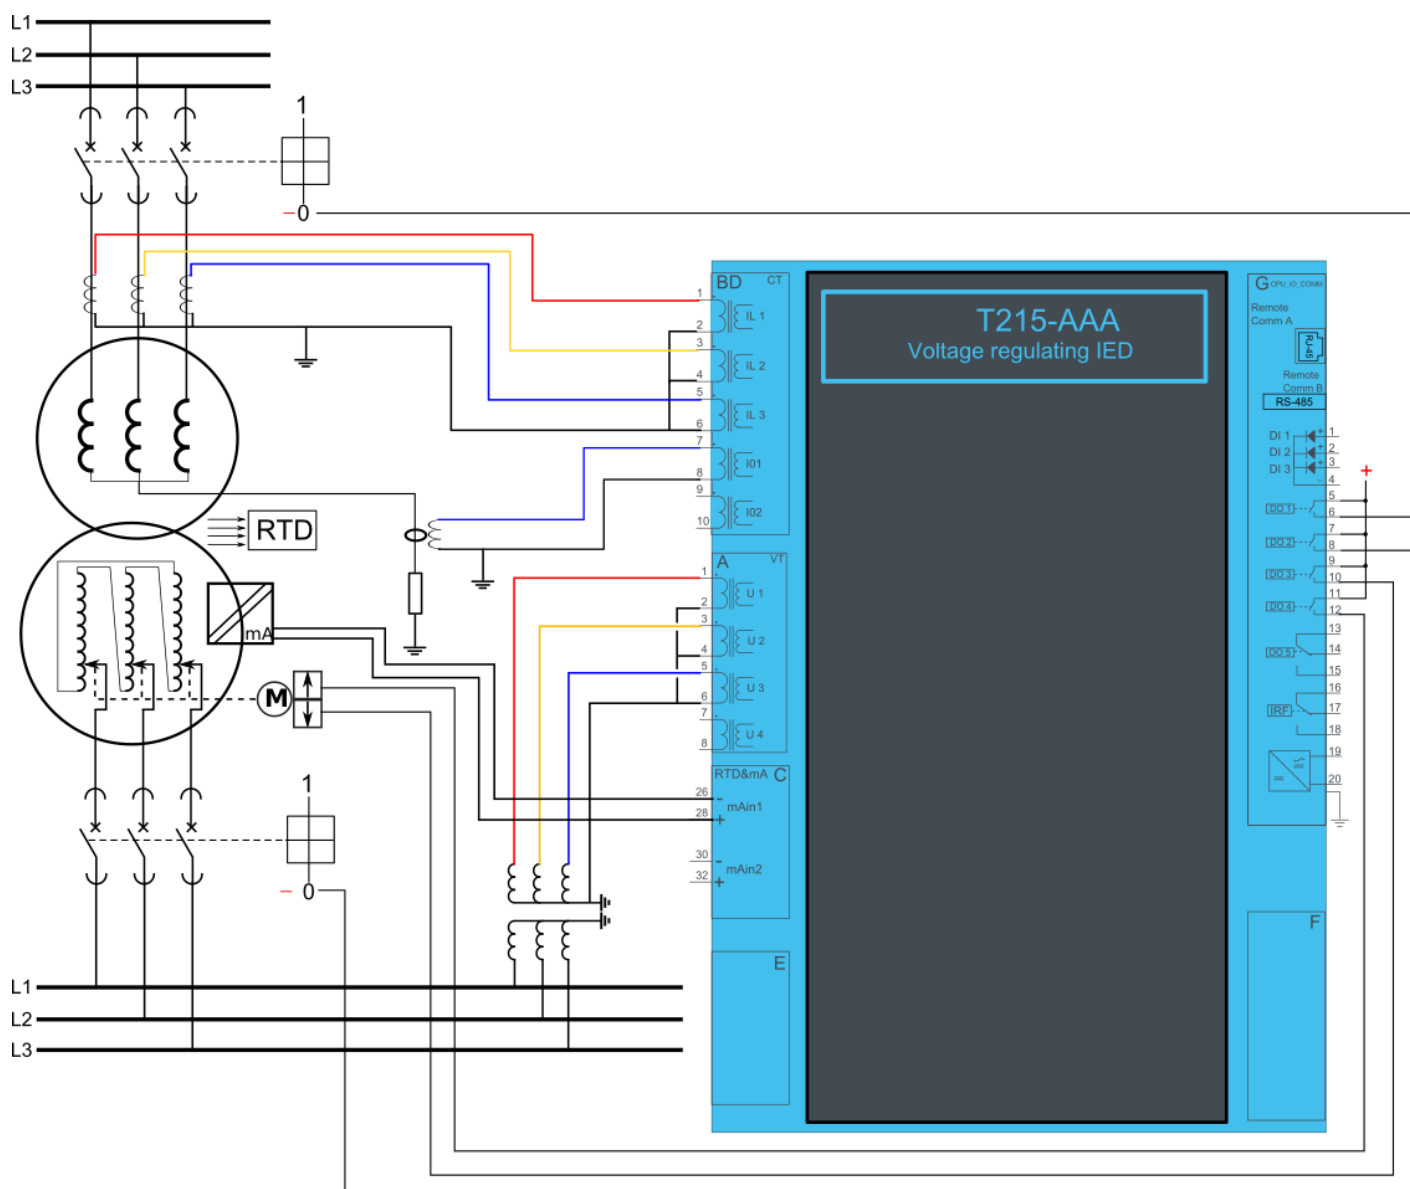 L1
L2
L3
1
−0
BD CT
1
IL 1
2
3
IL 2
4
5
IL 3
6
7
I01
8
9
I02
10
A VT
1
U 1
2
3
U 2
4
5
U 3
6
7
U 4
8
RTD&mA C
26 -
mAin1
28 +
30 -
mAin2
32 +
E
T215-AAA
Voltage regulating IED
G CPU_IO_COMM
Remote
Comm A
RJ-45
Remote
Comm B
RS-485
DI 1 + 1
DI 2 + 2
DI 3 + 3
- 4
+
5
DO 1 6
7
DO 2 8
9
DO 3 10
11
DO 4 12
13
DO 5 14
15
16
IRF 17
18
19
20
F
RTD
mA
M
1
− 0
L1
L2
L3